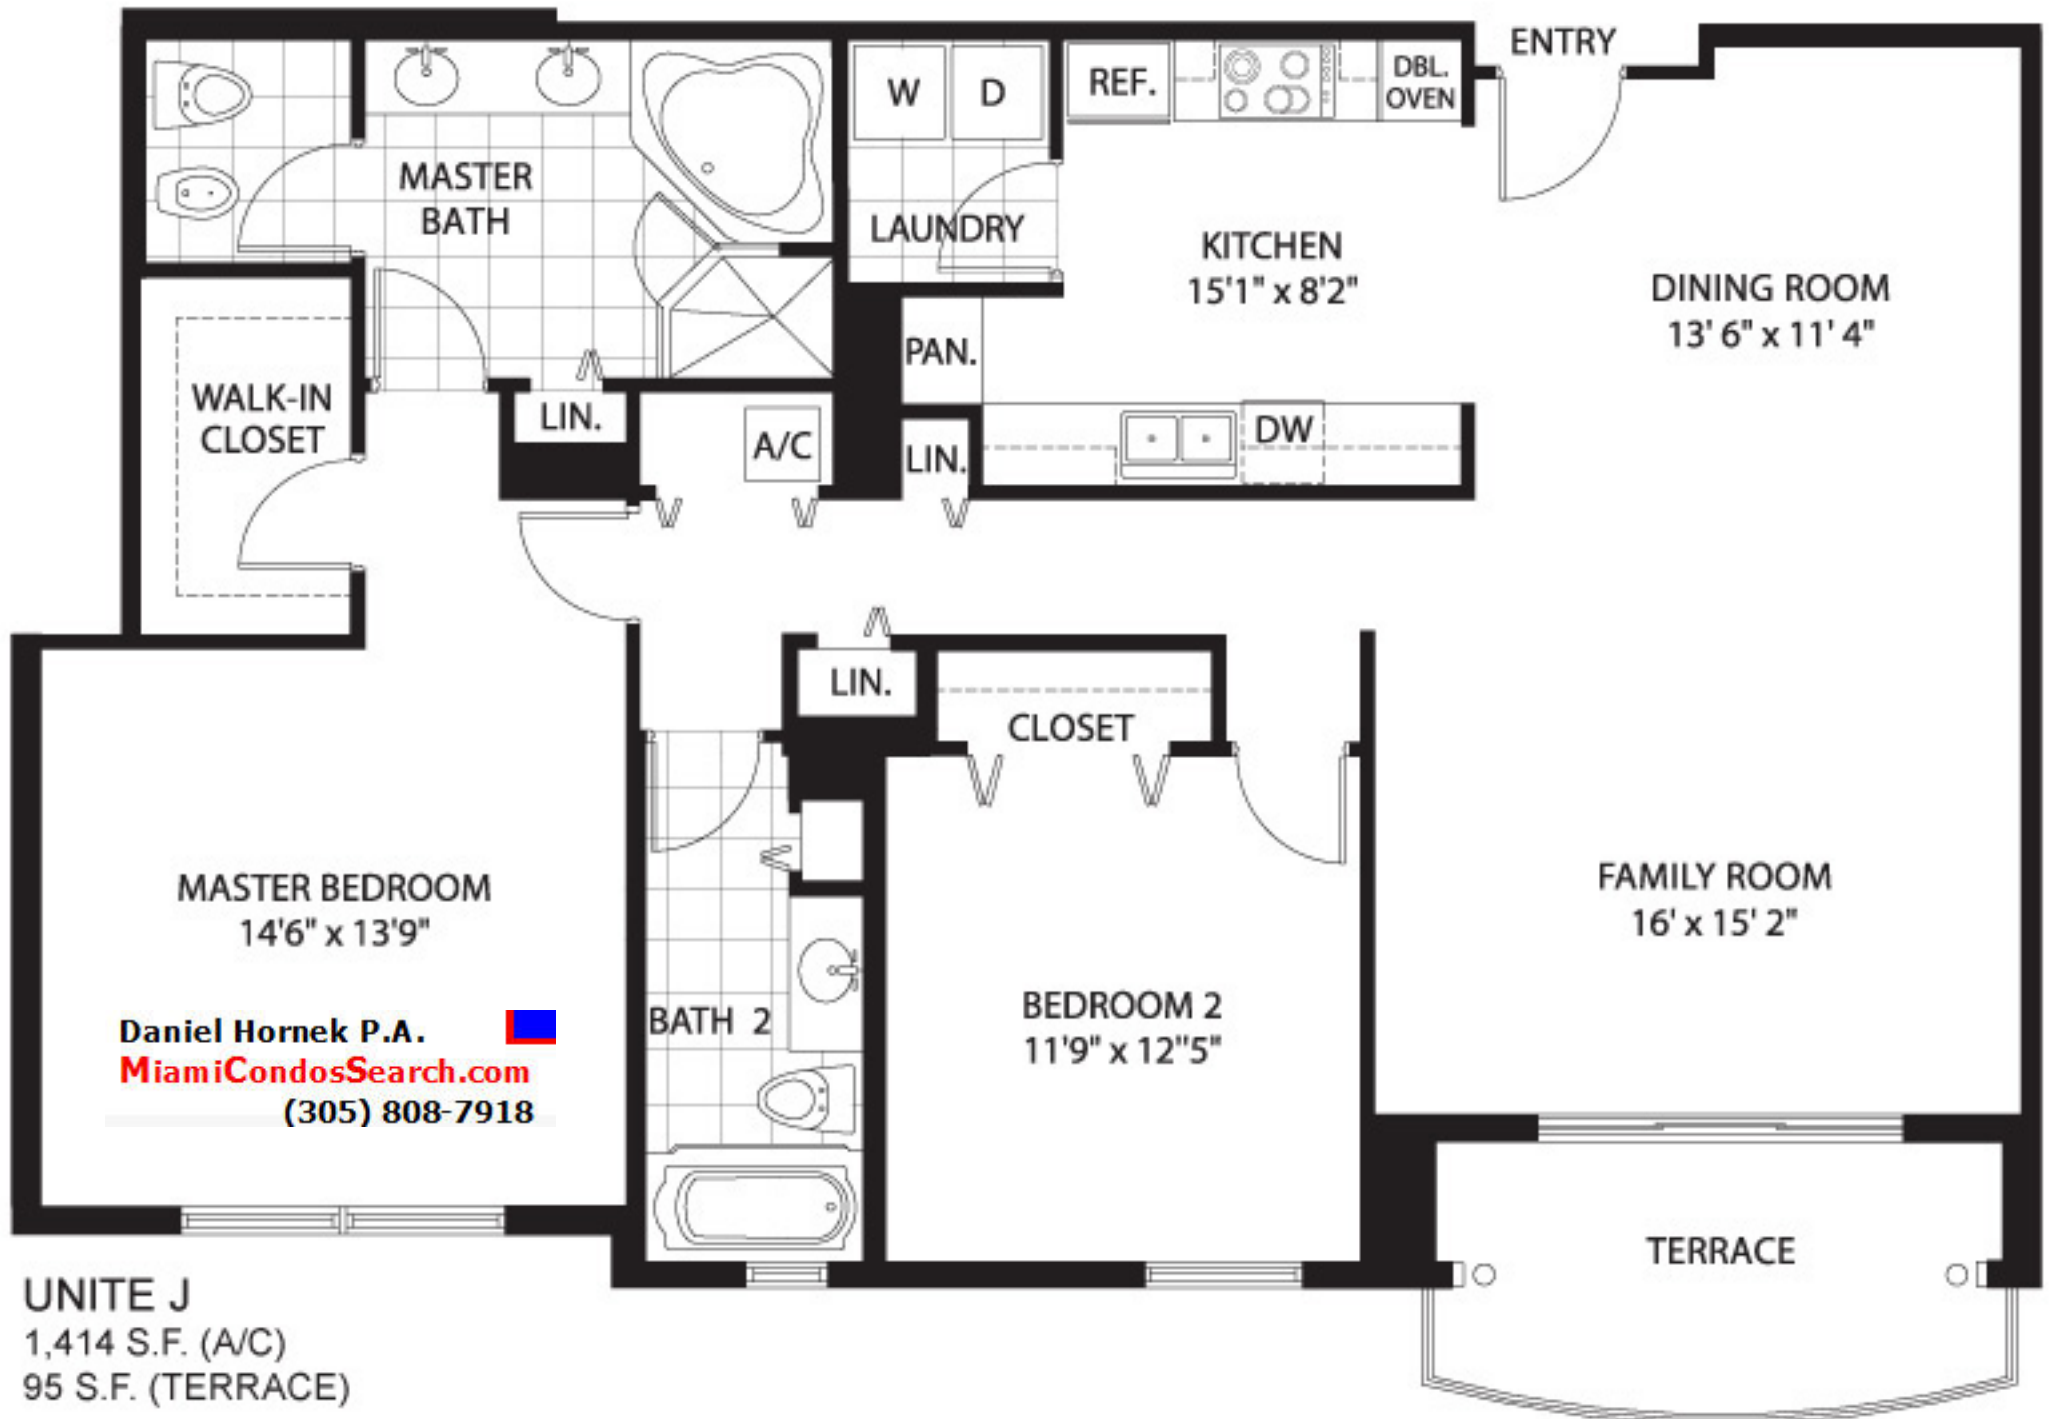 ENTRY
REF.
DBL.
OVEN
W
D
MASTER
BATH
LAUNDRY
KITCHEN
15'1" x 8'2"
DINING ROOM
13' 6" x 11' 4"
PAN.
WALK-IN
CLOSET
LIN.
A/C
LIN.
DW
LIN.
CLOSET
MASTER BEDROOM
14'6" x 13'9"
FAMILY ROOM
16' x 15' 2"
BEDROOM 2
11'9" x 12"5"
BATH 2
Daniel Hornek P.A.
MiamiCondosSearch.com
(305) 808-7918
TERRACE
UNITE J
1,414 S.F. (A/C)
95 S.F. (TERRACE)